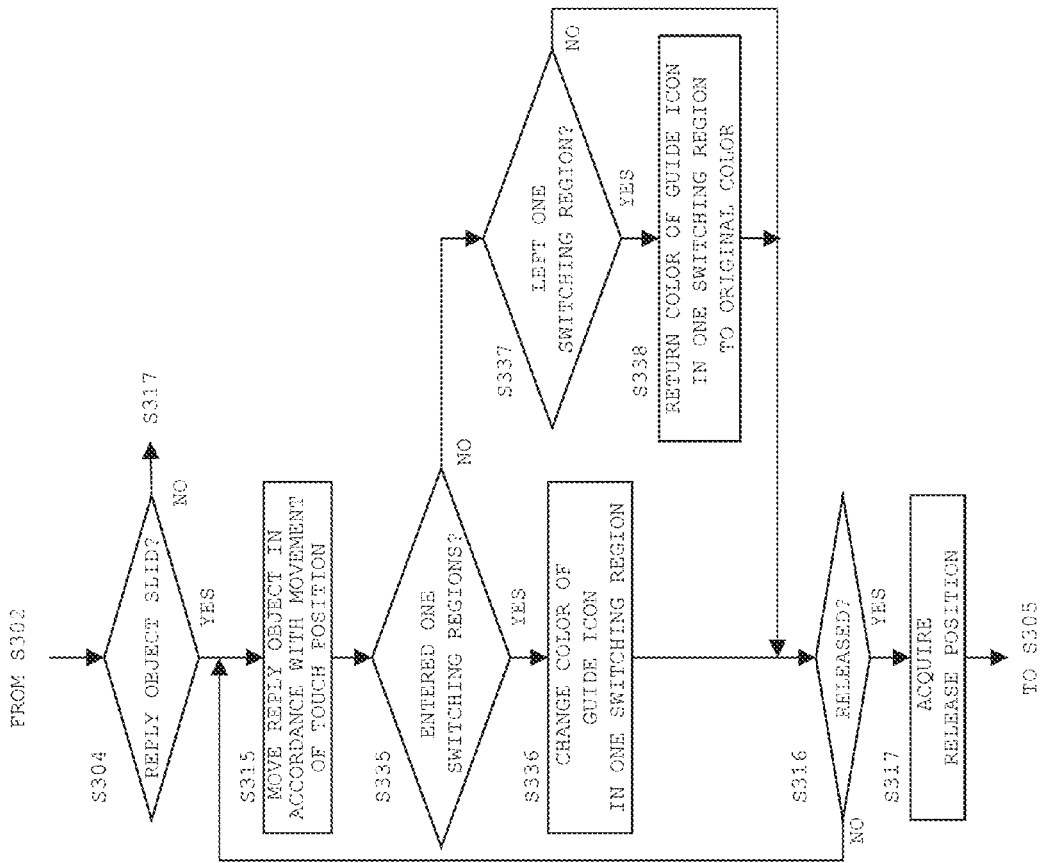 FROM S302
S304
REPLY OBJECT SLID?
NO
S317
YES
S315
MOVE REPLY OBJECT IN
ACCORDANCE WITH MOVEMENT
OF TOUCH POSITION
S335
ENTERED ONE
SWITCHING REGIONS?
NO
YES
S336
CHANGE COLOR OF
GUIDE ICON
IN ONE SWITCHING REGION
S337
LEFT ONE
SWITCHING REGION?
NO
YES
S338
RETURN COLOR OF GUIDE ICON
IN ONE SWITCHING REGION
TO ORIGINAL COLOR
S316
RELEASED?
NO
YES
S317
ACQUIRE
RELEASE POSITION
TO S305